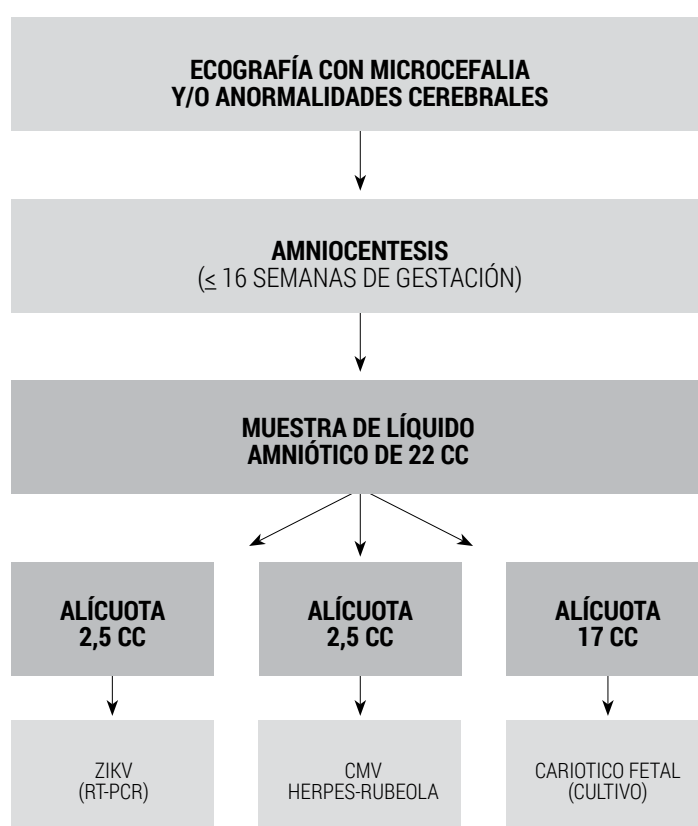 ECOGRAFÍA CON MICROCEFALIA
Y/O ANORMALIDADES CEREBRALES
AMNIOCENTESIS
(≤ 16 SEMANAS DE GESTACIÓN)
MUESTRA DE LÍQUIDO
AMNIÓTICO DE 22 CC
ALÍCUOTA
2,5 CC
ALÍCUOTA
2,5 CC
ALÍCUOTA
17 CC
ZIKV
(RT-PCR)
CMV
HERPES-RUBEOLA
CARIOTICO FETAL
(CULTIVO)